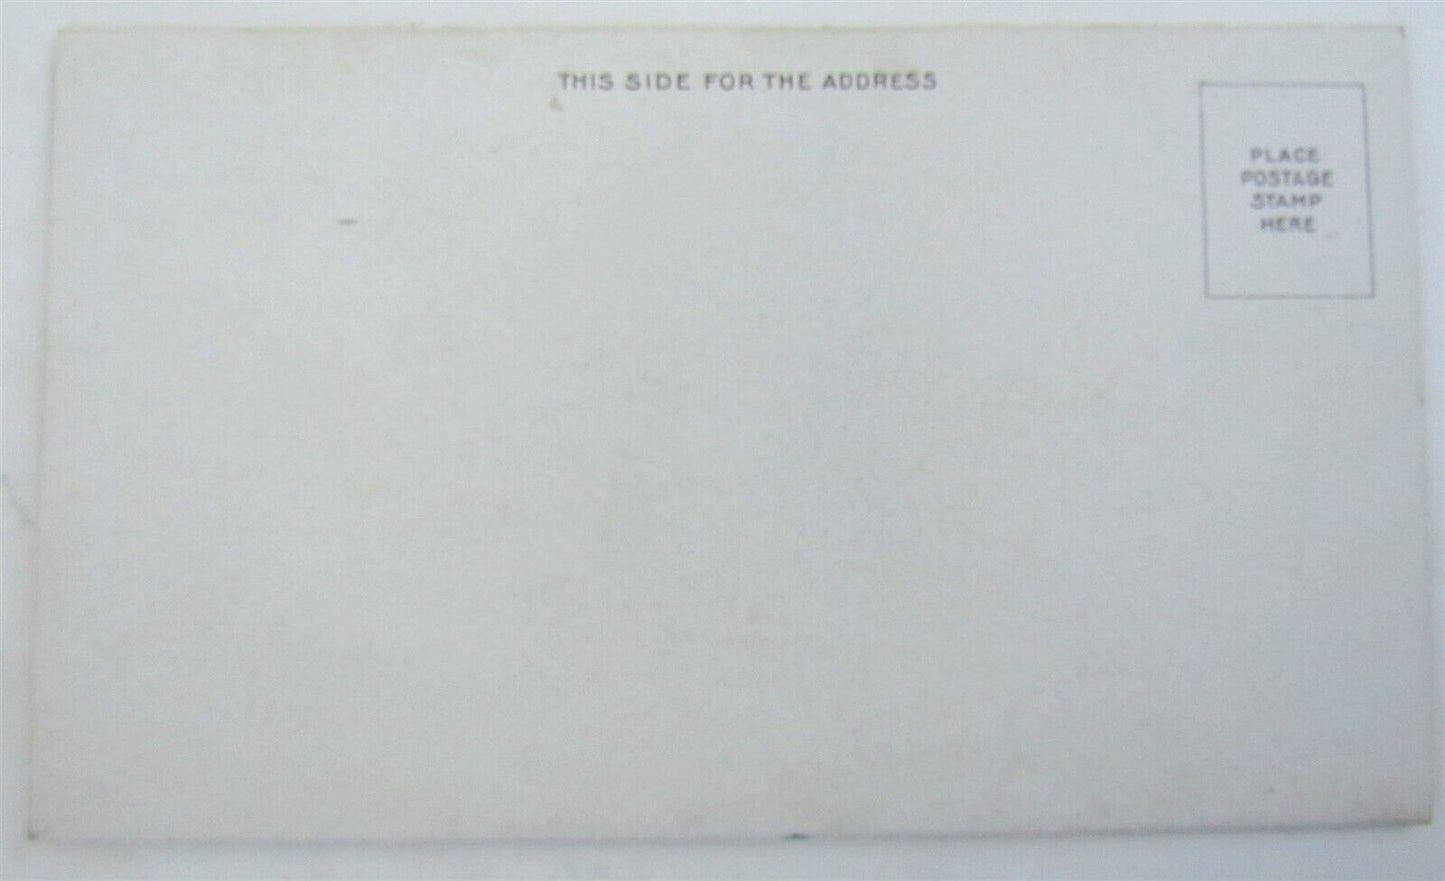 THIS SIDE FOR THE ADDRESS
PLACE
POSTAGE
STAMP
HERE